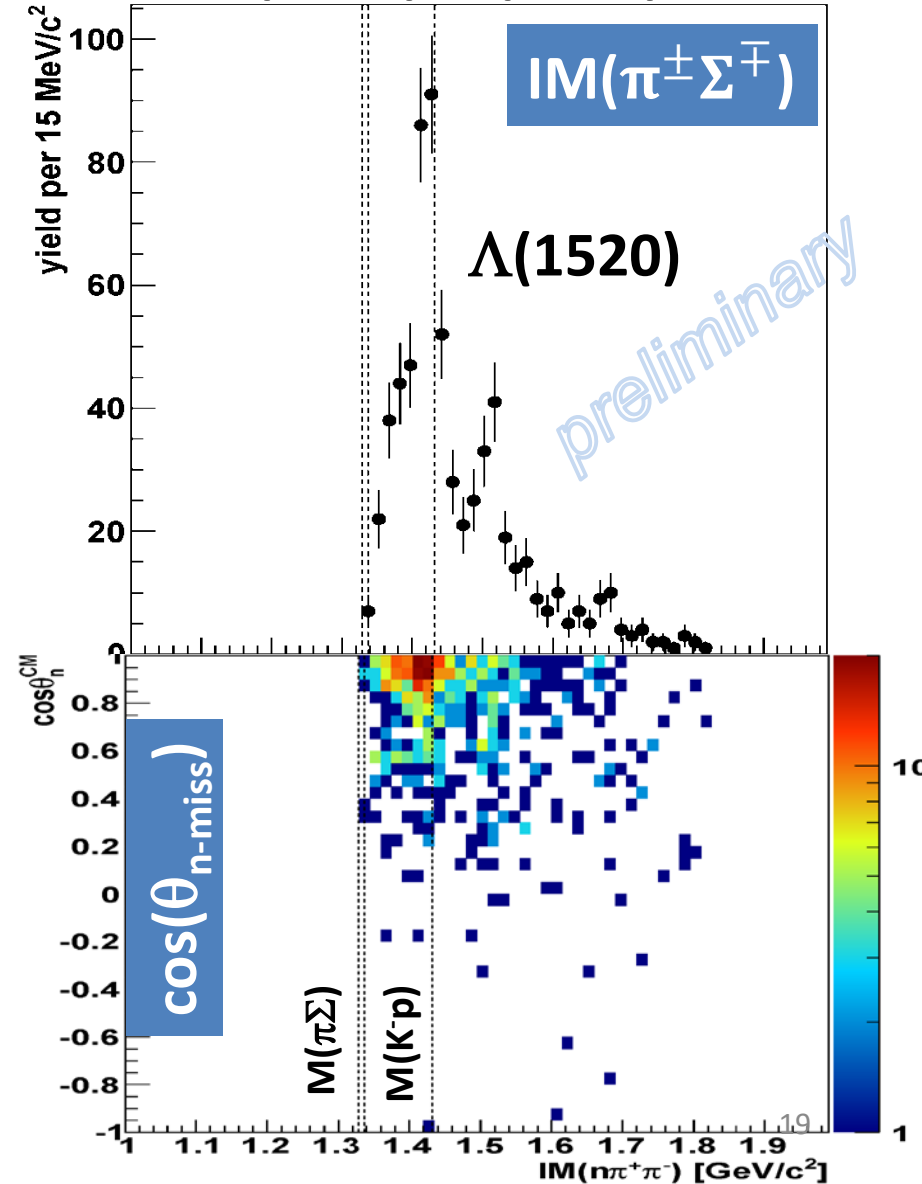 yield per 15 MeV/c²
100
80
60
40
20
0
IM(π±Σ∓)
Λ(1520)
preliminary
cosθₙᶜᴹ
cos(θn-miss)
1
0.8
0.6
0.4
0.2
0
-0.2
-0.4
-0.6
-0.8
-1
M(πΣ)
M(K⁻p)
10
1
19
1 1.1 1.2 1.3 1.4 1.5 1.6 1.7 1.8 1.9
IM(nπ⁺π⁻) [GeV/c²]